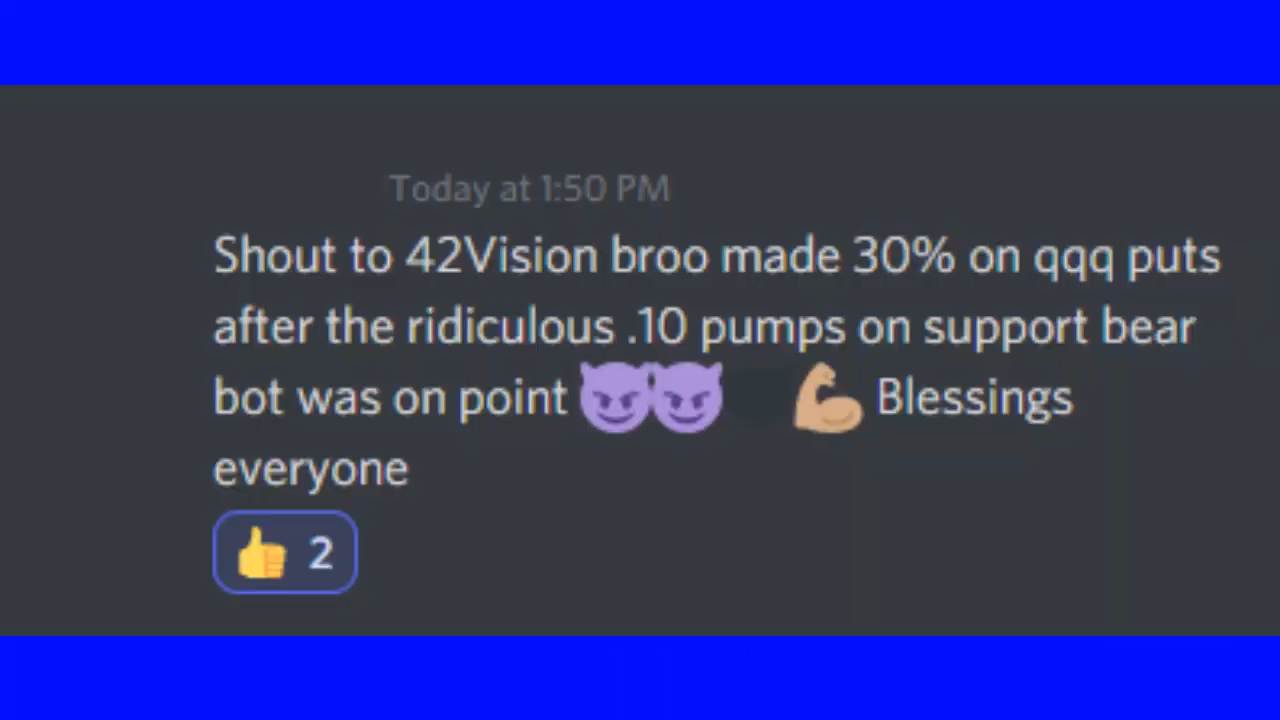 Today at 1:50 PM
Shout to 42Vision broo made 30% on qqq puts
after the ridiculous .10 pumps on support bear
bot was on point 😈😈 💪🏼 Blessings
everyone
👍 2